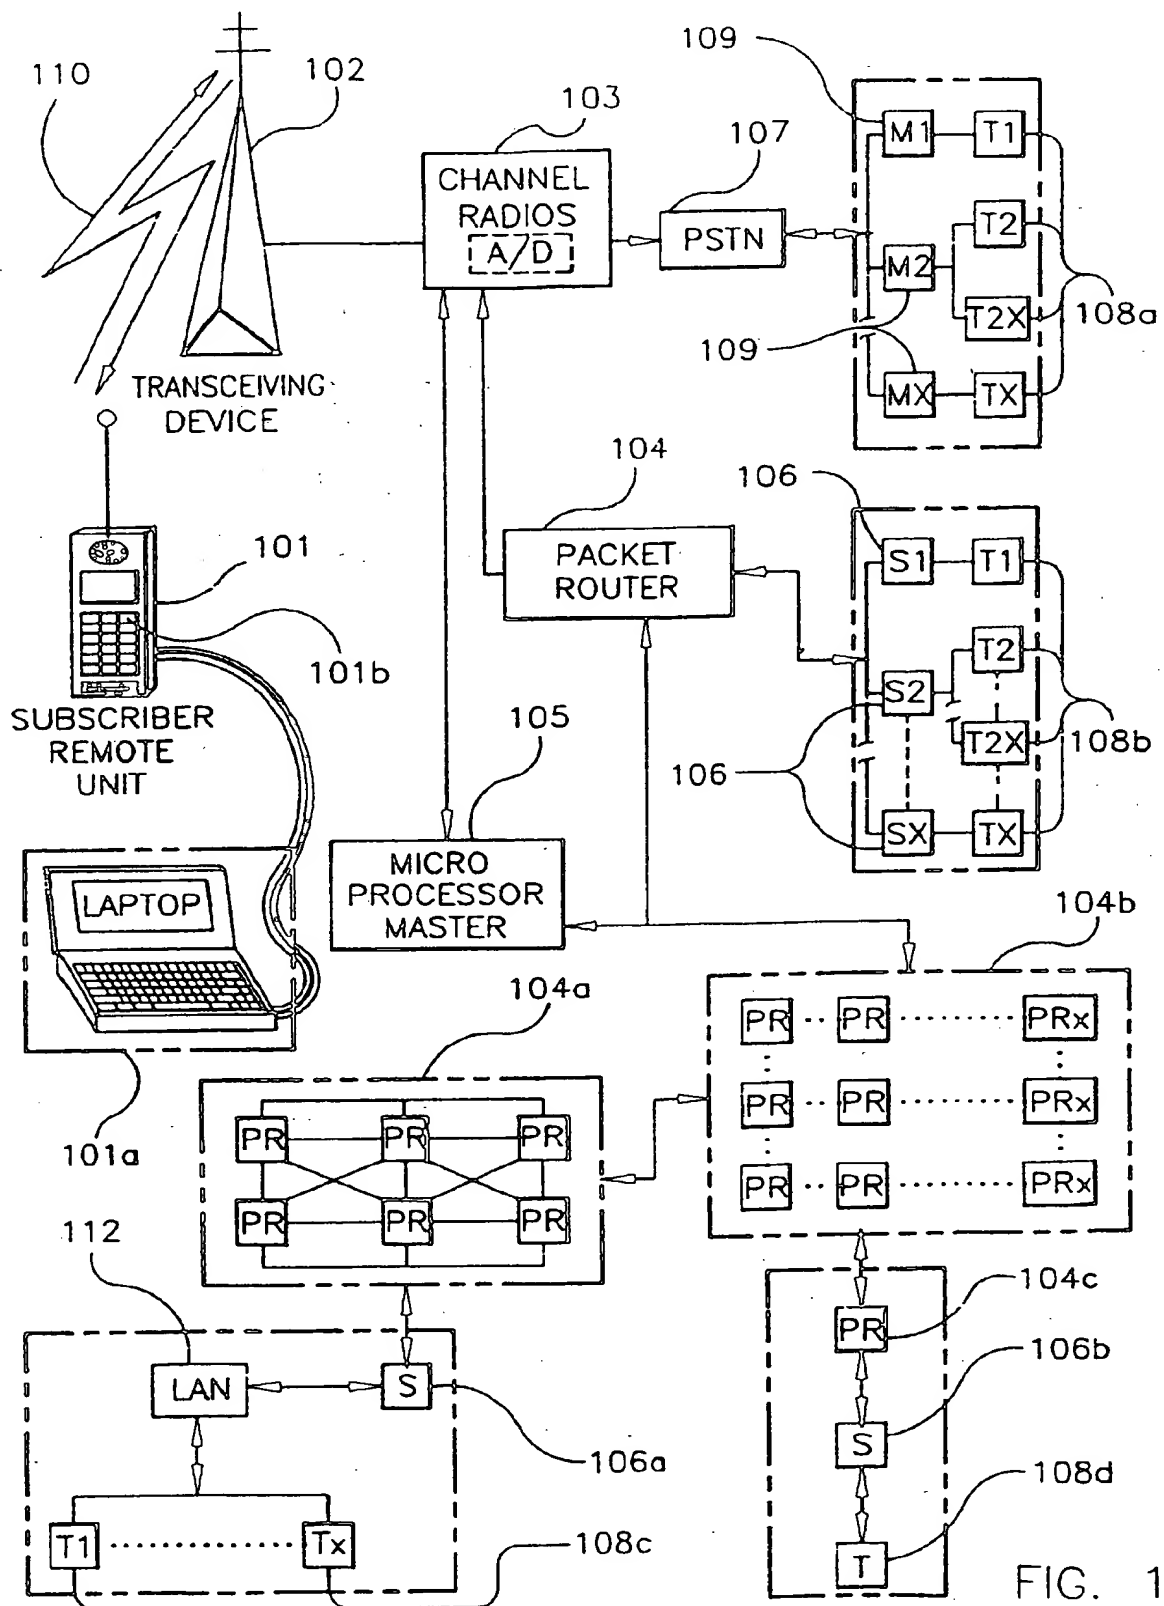 109
110
102
103
107
M1
T1
CHANNEL
RADIOS
A/D
PSTN
T2
M2
T2X
108a
109
MX
TX
TRANSCEIVING
DEVICE
104
106
101
PACKET
ROUTER
S1
T1
101b
T2
S2
SUBSCRIBER
REMOTE
UNIT
105
106
T2X
108b
SX
TX
MICRO
PROCESSOR
MASTER
LAPTOP
104b
104a
PR
PR
PRx
PR
PR
PRx
101a
PR
PR
PR
PR
PR
PRx
112
PR
PR
PR
104c
PR
LAN
S
106b
S
106a
108d
T1
Tx
108c
T
FIG. 1